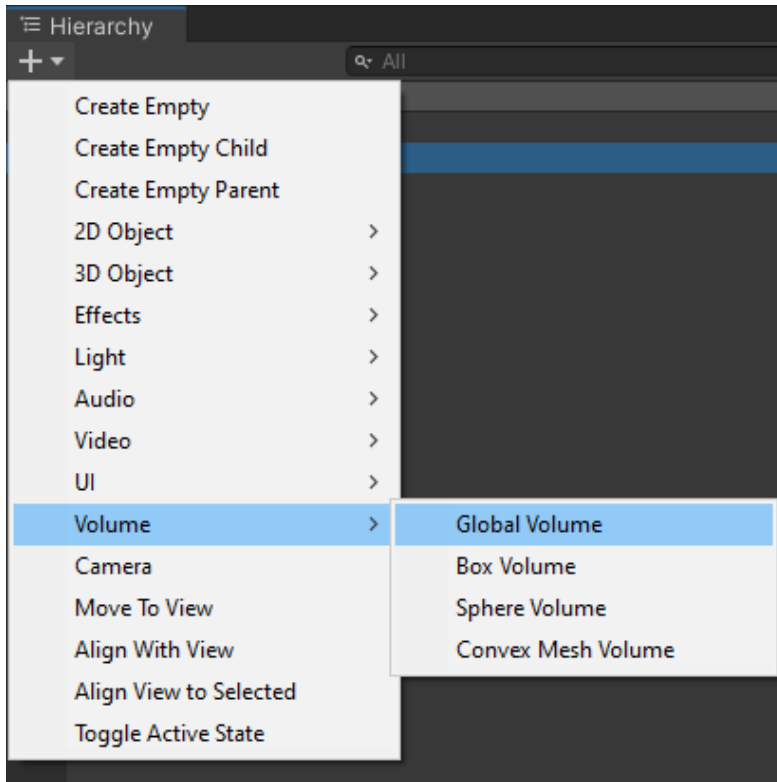 Hierarchy
All
Create Empty
Create Empty Child
Create Empty Parent
2D Object
3D Object
Effects
Light
Audio
Video
UI
Volume
Global Volume
Camera
Box Volume
Move To View
Sphere Volume
Align With View
Convex Mesh Volume
Align View to Selected
Toggle Active State